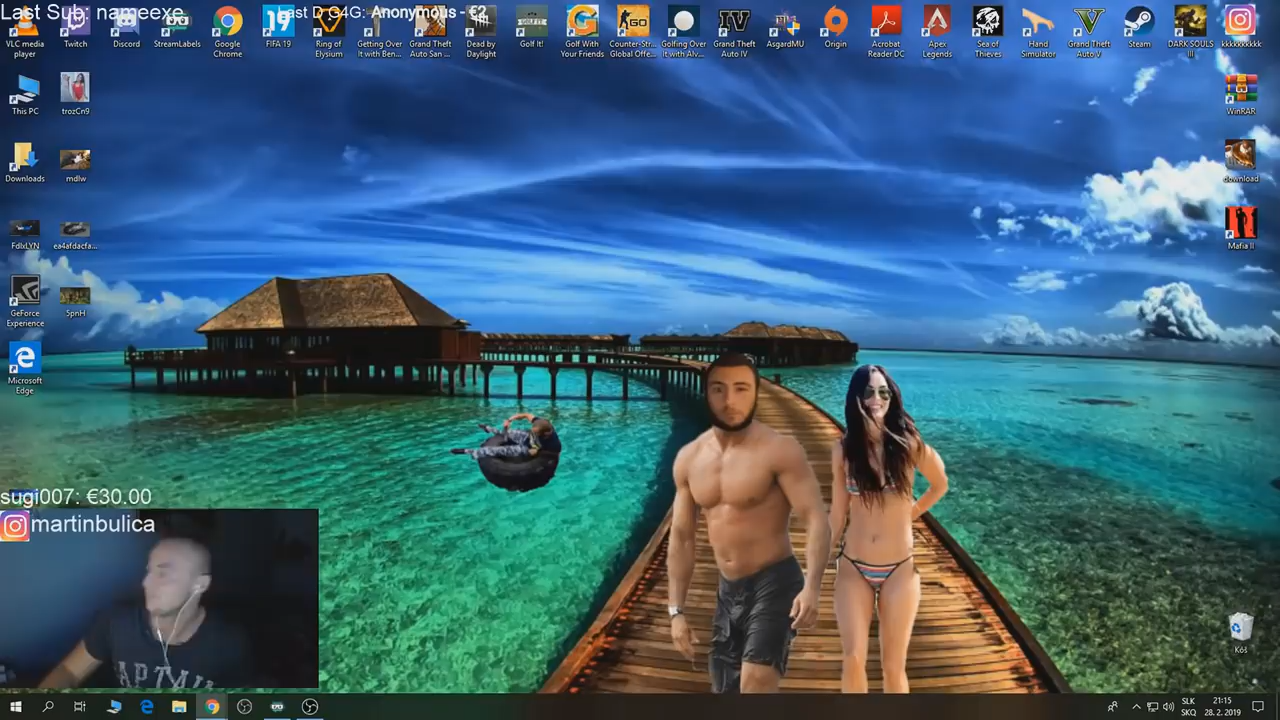 Last Sub: nameexe
Last D G4G: Anonymous - €2
VLC media player
Twitch
Discord
StreamLabels
Google Chrome
FIFA 19
Ring of Elysium
Getting Over It with Ben...
Grand Theft Auto San ...
Dead by Daylight
Golf It!
Golf With Your Friends
Counter-Str... Global Offe...
Golfing Over It with Alv...
Grand Theft Auto IV
AsgardMU
Origin
Acrobat Reader DC
Apex Legends
Sea of Thieves
Hand Simulator
Grand Theft Auto V
Steam
DARK SOULS III
kkkkkkkkkk
This PC
trozCn9
WinRAR
Downloads
mdlw
download
FdlxLYN
ea4afdacfa...
Mafia II
GeForce Experience
5pnH
Microsoft Edge
sugi007: €30.00
martinbulica
Kôš
SLK
SKQ
21:15
28. 2. 2019